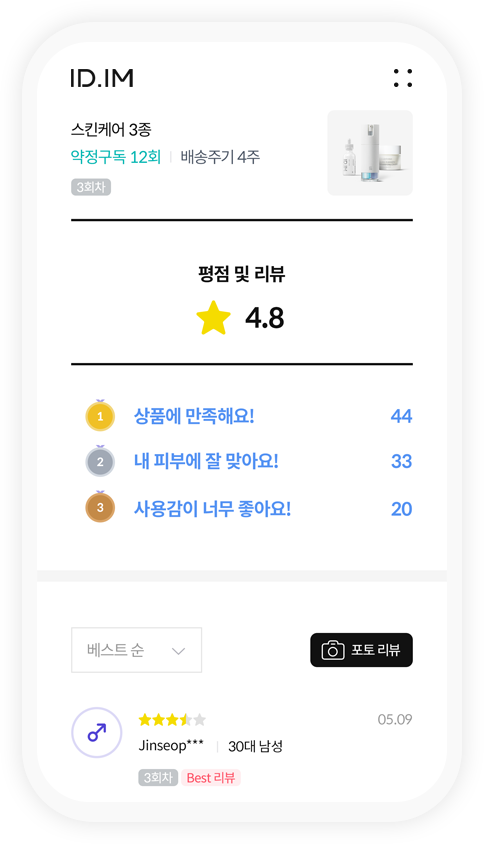 ID.IM
스킨케어 3종
약정구독 12회 | 배송주기 4주
3회차
평점 및 리뷰
4.8
1 상품에 만족해요! 44
2 내 피부에 잘 맞아요! 33
3 사용감이 너무 좋아요! 20
베스트 순
포토 리뷰
05.09
Jinseop*** | 30대 남성
3회차 Best 리뷰